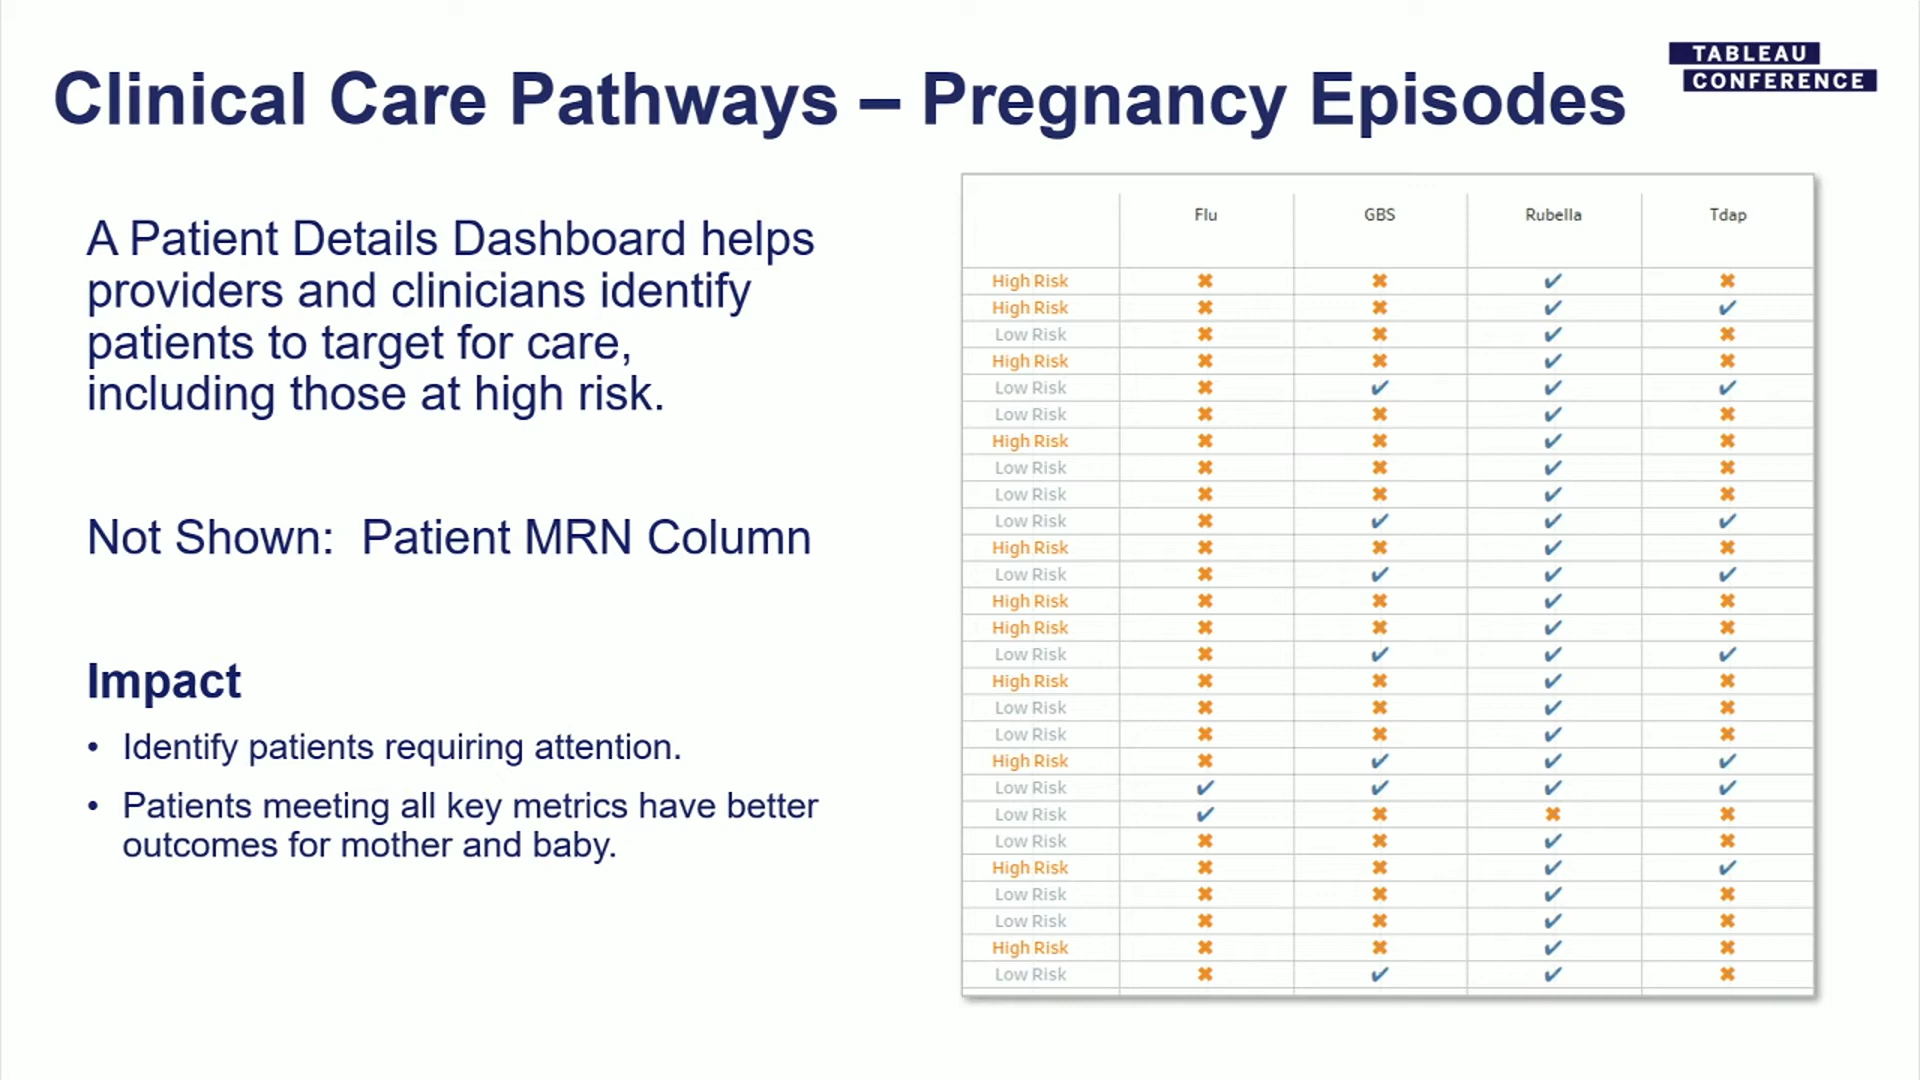 Clinical Care Pathways – Pregnancy Episodes
TABLEAU
CONFERENCE
A Patient Details Dashboard helps
providers and clinicians identify
patients to target for care,
including those at high risk.
Not Shown:  Patient MRN Column
Impact
• Identify patients requiring attention.
• Patients meeting all key metrics have better
outcomes for mother and baby.
Flu GBS Rubella Tdap
High Risk ✖ ✖ ✔ ✖
High Risk ✖ ✖ ✔ ✔
Low Risk ✖ ✖ ✔ ✖
High Risk ✖ ✖ ✔ ✖
Low Risk ✖ ✔ ✔ ✔
Low Risk ✖ ✖ ✔ ✖
High Risk ✖ ✖ ✔ ✖
Low Risk ✖ ✖ ✔ ✖
Low Risk ✖ ✖ ✔ ✖
Low Risk ✖ ✔ ✔ ✔
High Risk ✖ ✖ ✔ ✖
Low Risk ✖ ✔ ✔ ✔
High Risk ✖ ✖ ✔ ✖
High Risk ✖ ✖ ✔ ✖
Low Risk ✖ ✔ ✔ ✔
High Risk ✖ ✖ ✔ ✖
Low Risk ✖ ✖ ✔ ✖
Low Risk ✖ ✖ ✔ ✖
High Risk ✖ ✔ ✔ ✔
Low Risk ✔ ✔ ✔ ✔
Low Risk ✔ ✖ ✖ ✖
Low Risk ✖ ✖ ✔ ✖
High Risk ✖ ✖ ✔ ✔
Low Risk ✖ ✖ ✔ ✖
Low Risk ✖ ✖ ✔ ✖
High Risk ✖ ✖ ✔ ✖
Low Risk ✖ ✔ ✔ ✖